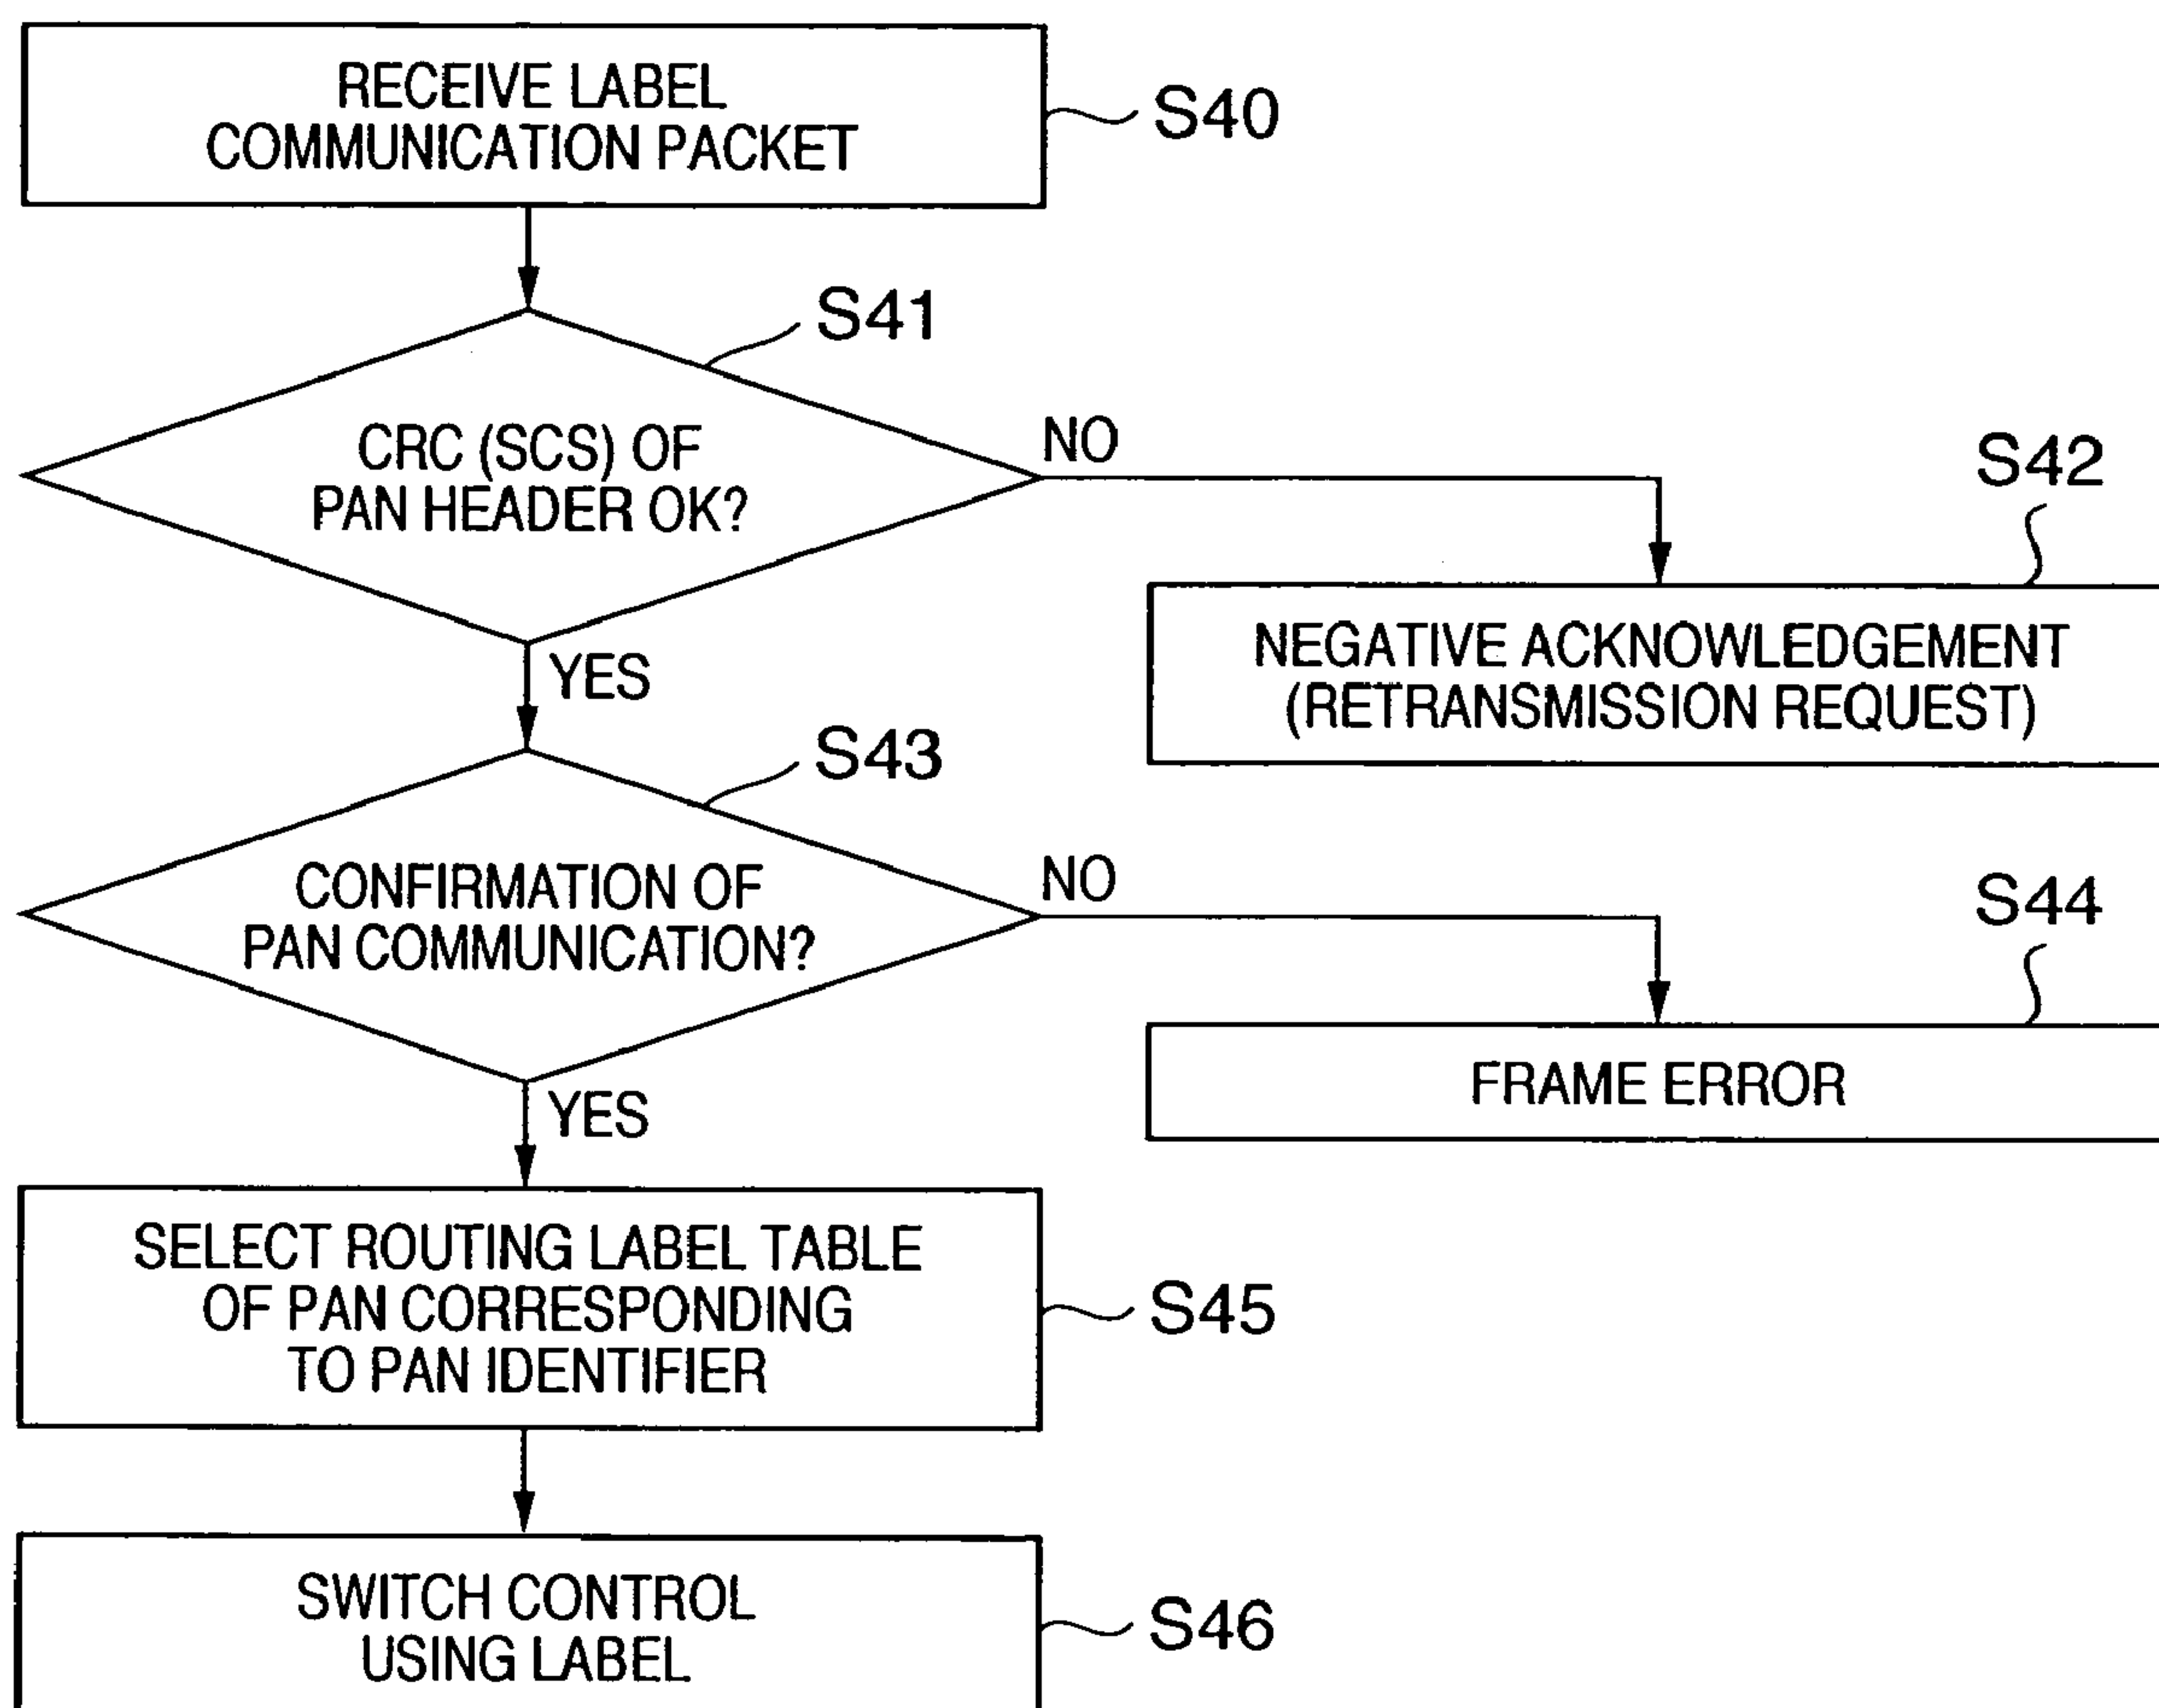 RECEIVE LABEL
COMMUNICATION PACKET
S40
S41
CRC (SCS) OF
PAN HEADER OK?
NO
S42
NEGATIVE ACKNOWLEDGEMENT
(RETRANSMISSION REQUEST)
YES
S43
CONFIRMATION OF
PAN COMMUNICATION?
NO
S44
FRAME ERROR
YES
SELECT ROUTING LABEL TABLE
OF PAN CORRESPONDING
TO PAN IDENTIFIER
S45
SWITCH CONTROL
USING LABEL
S46